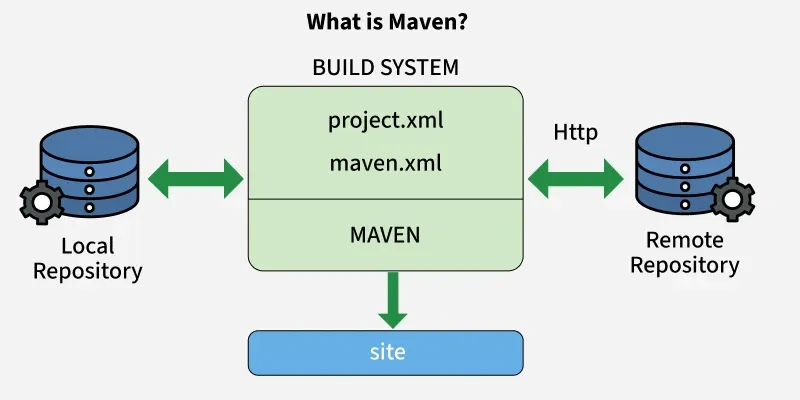 What is Maven?
BUILD SYSTEM
project.xml
maven.xml
MAVEN
Http
Local
Repository
Remote
Repository
site